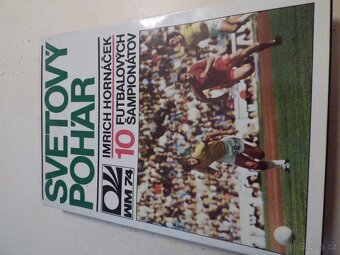 SVETOVÝ
POHÁR
IMRICH HORNÁČEK
10 FUTBALOVÝCH
ŠAMPIONÁTOV
WM 74